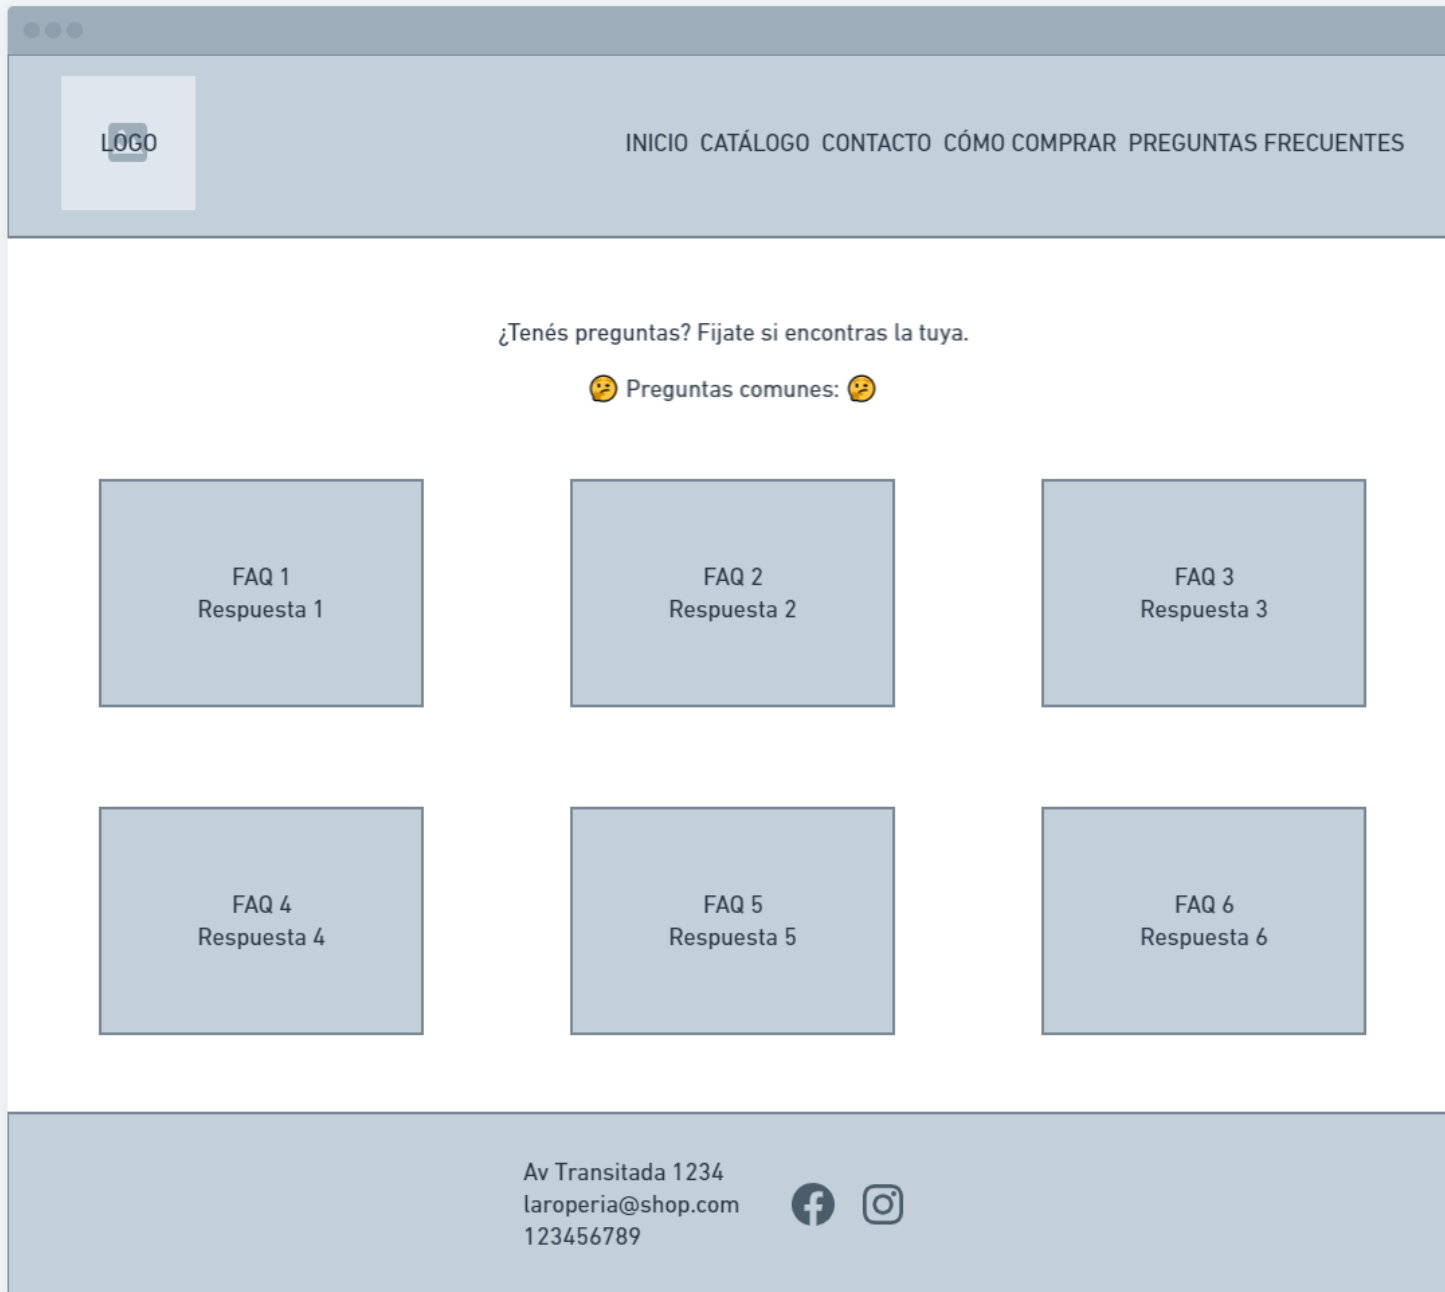 LOGO
INICIO CATÁLOGO CONTACTO CÓMO COMPRAR PREGUNTAS FRECUENTES
¿Tenés preguntas? Fijate si encontras la tuya.
🤔 Preguntas comunes: 🤔
FAQ 1
Respuesta 1
FAQ 2
Respuesta 2
FAQ 3
Respuesta 3
FAQ 4
Respuesta 4
FAQ 5
Respuesta 5
FAQ 6
Respuesta 6
Av Transitada 1234
laroperia@shop.com
123456789